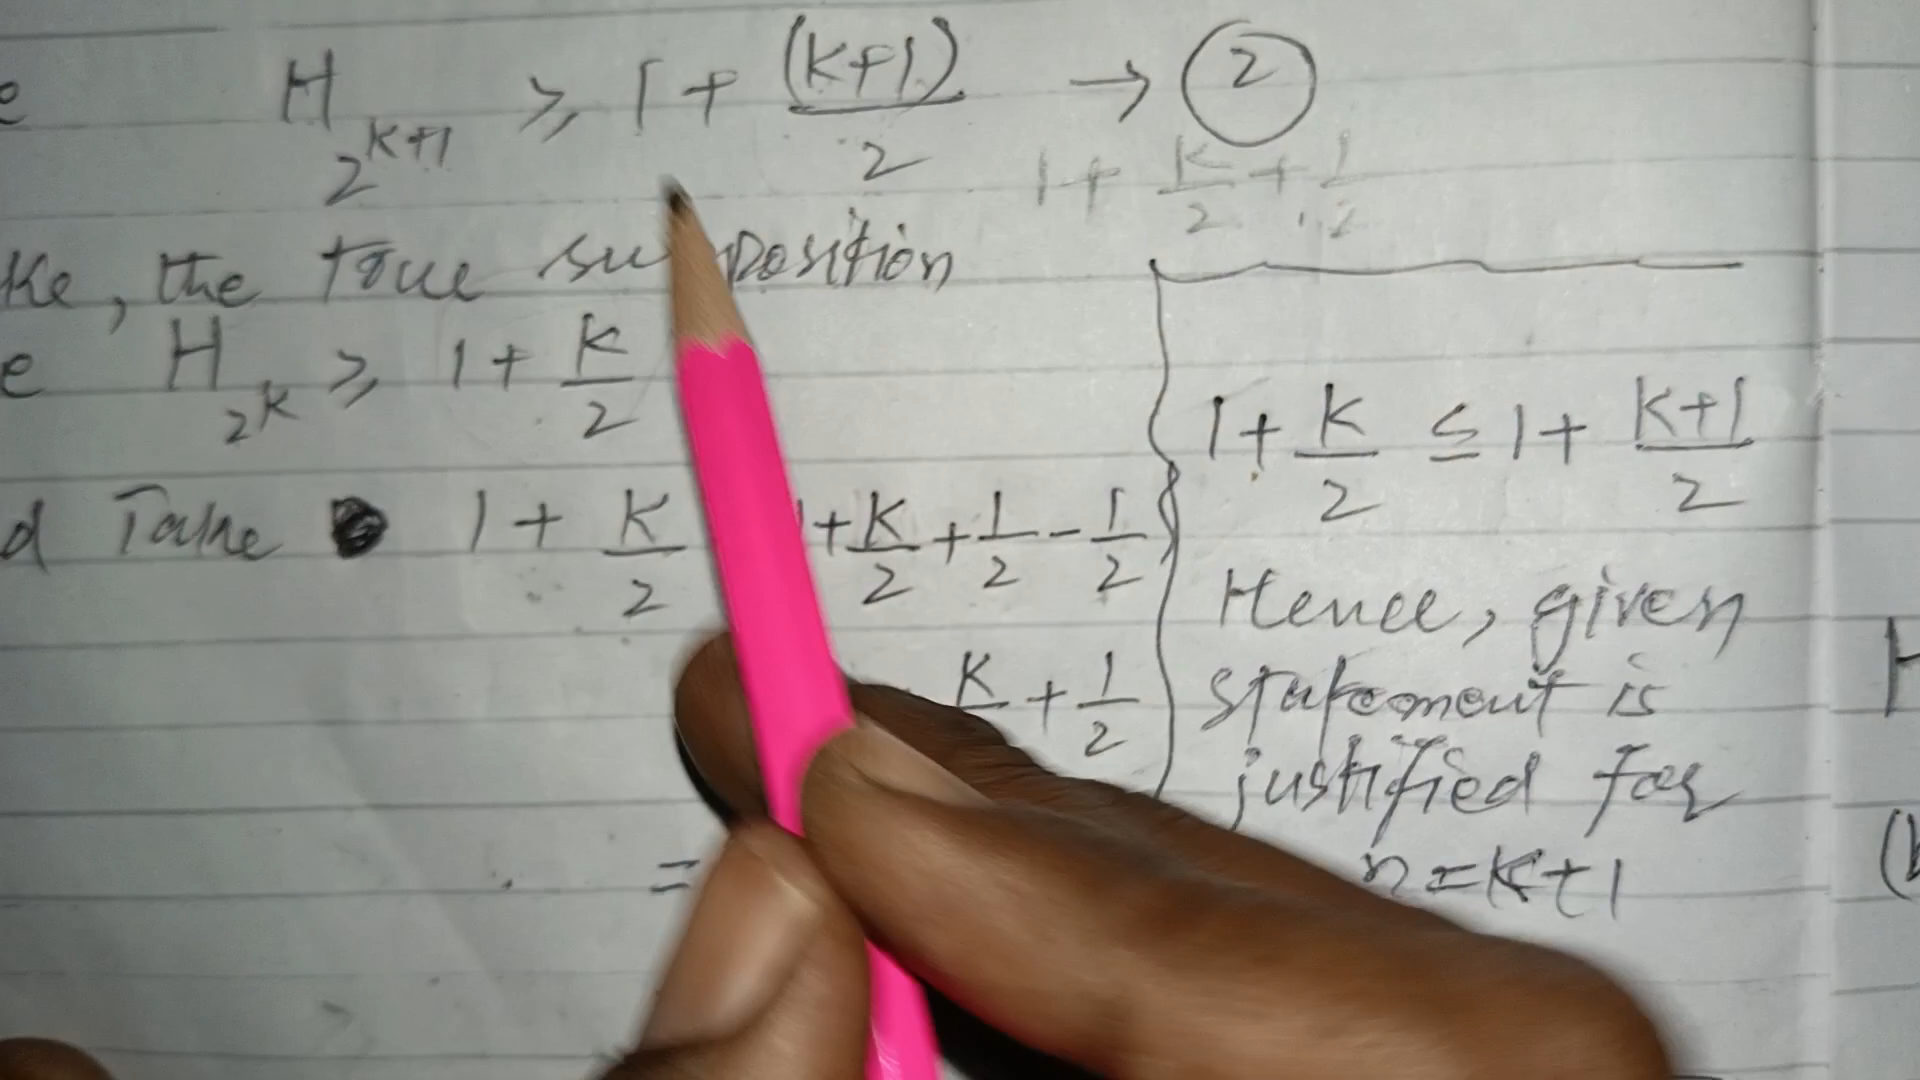 e H_{2^{k+1}} ≥ 1 + (k+1)/2 → ②
1 + k/2 + 1/2
ke, the true supposition
e H_{2^k} ≥ 1 + k/2
d Take 1 + k/2 + k/2 + 1/2 - 1/2
k/2 + 1/2
=
1 + k/2 ≤ 1 + (k+1)/2
Hence, given
statement is
justified for
n = k+1
H
(b